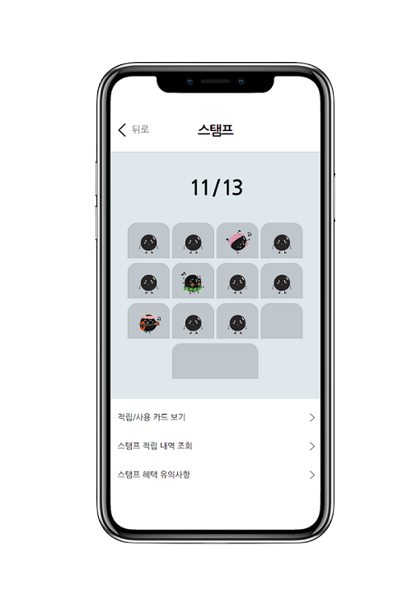 뒤로
스탬프
11/13
적립/사용 카드 보기
스탬프 적립 내역 조회
스탬프 혜택 유의사항